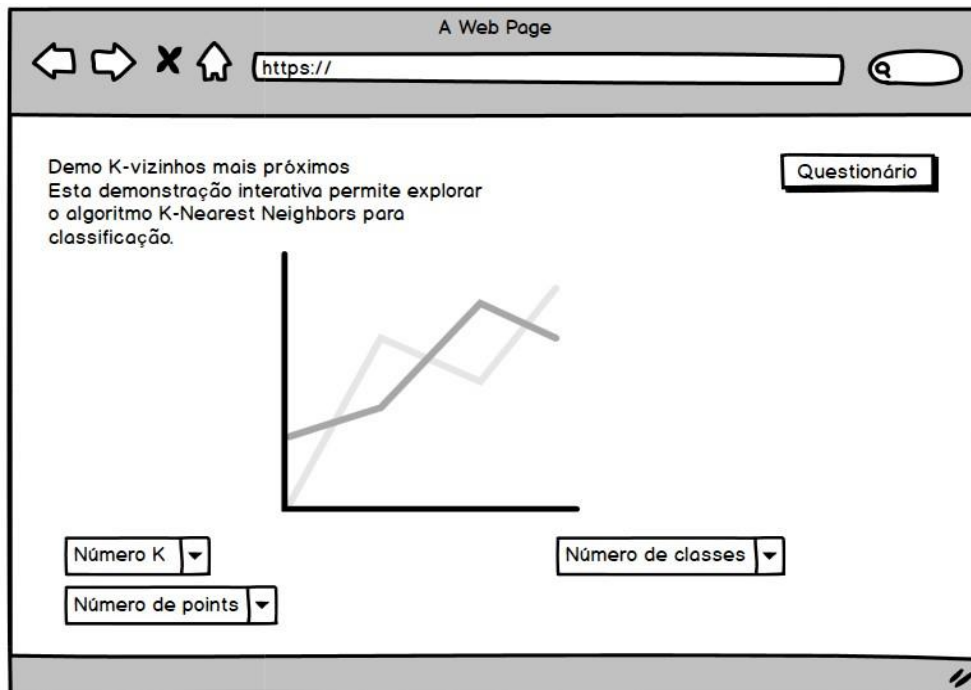 A Web Page
https://
Demo K-vizinhos mais próximos
Esta demonstração interativa permite explorar
o algoritmo K-Nearest Neighbors para
classificação.
Questionário
Número K
Número de classes
Número de points